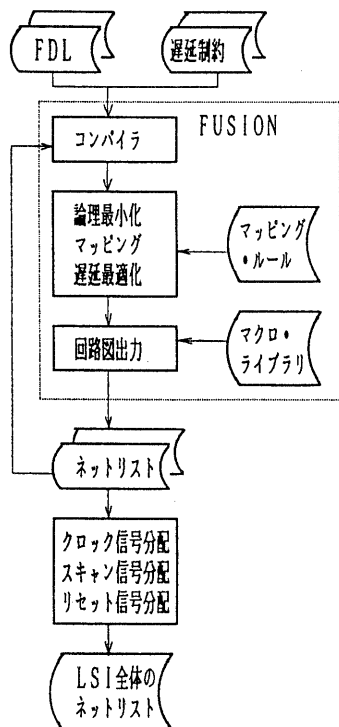 FDL
遅延制約
FUSION
コンパイラ
論理最小化
マッピング
遅延最適化
マッピング
・ルール
回路図出力
マクロ・
ライブラリ
ネットリスト
クロック信号分配
スキャン信号分配
リセット信号分配
LSI全体の
ネットリスト